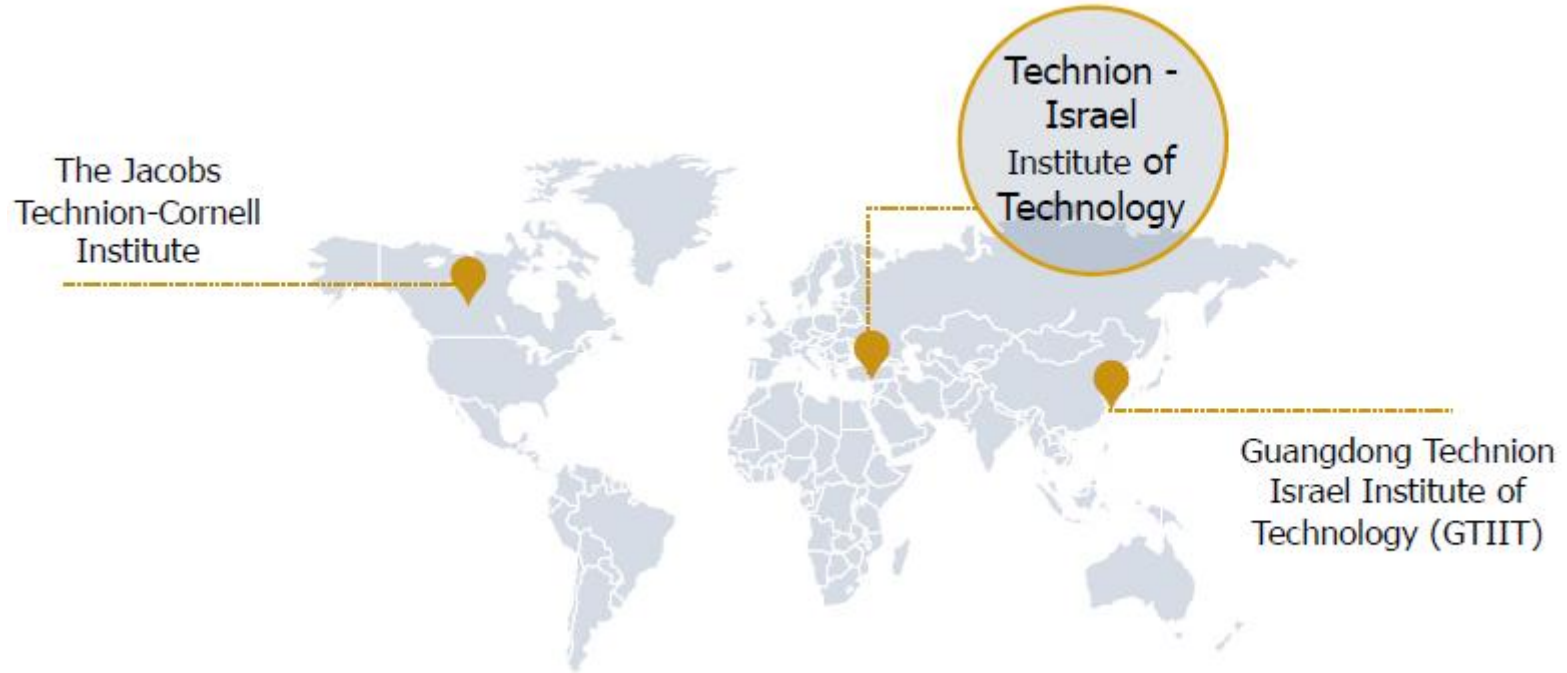 The Jacobs
Technion-Cornell
Institute
Technion -
Israel
Institute of
Technology
Guangdong Technion
Israel Institute of
Technology (GTIIT)